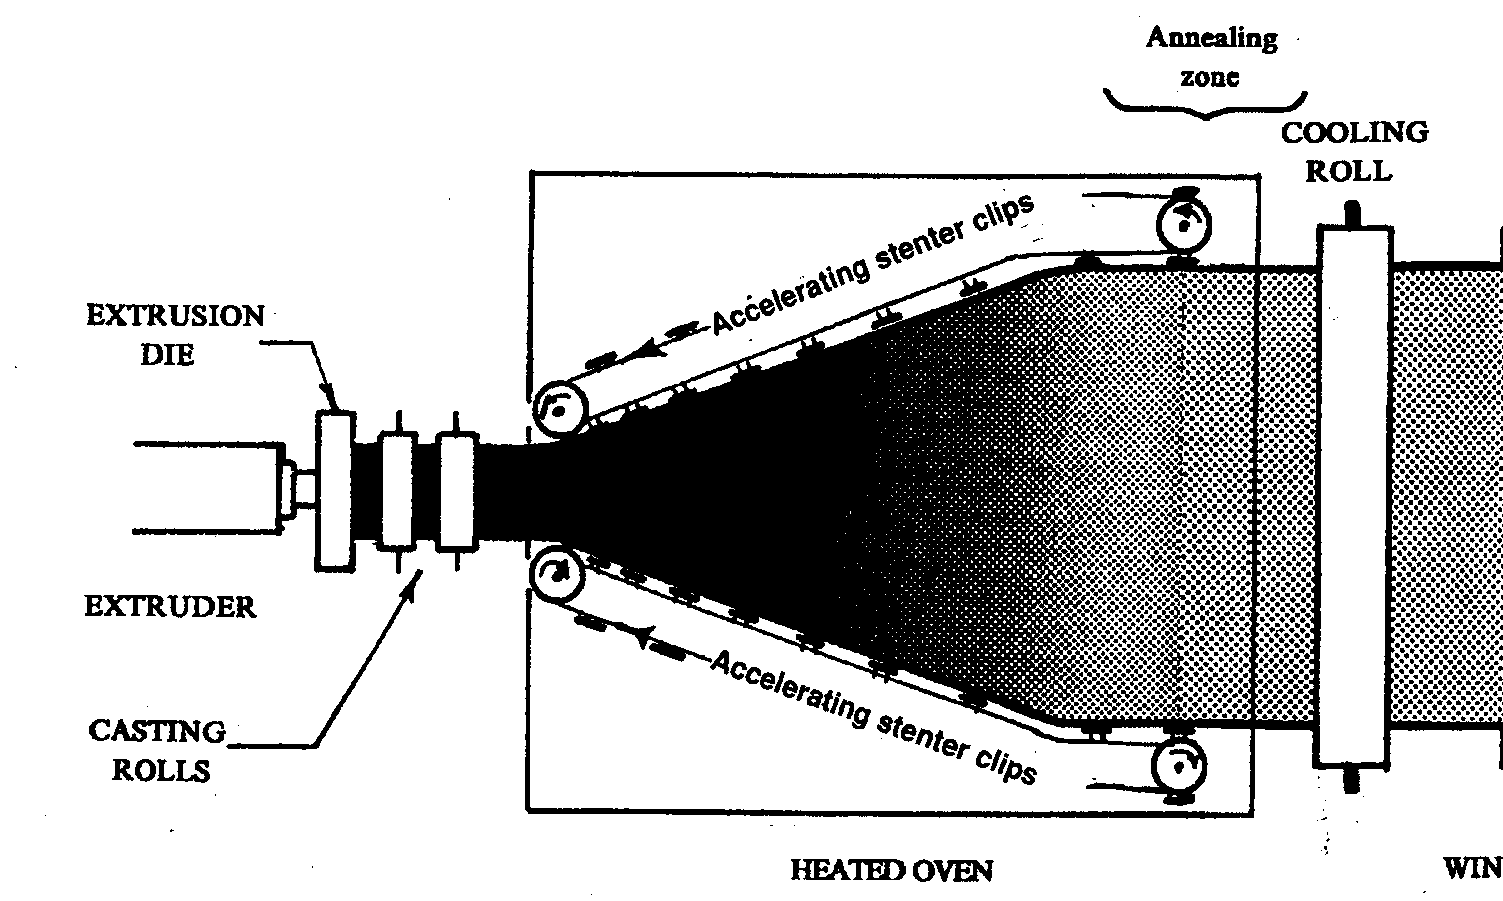 Annealing
zone
COOLING
ROLL
Accelerating stenter clips
EXTRUSION
DIE
EXTRUDER
Accelerating stenter clips
CASTING
ROLLS
HEATED OVEN
WIN